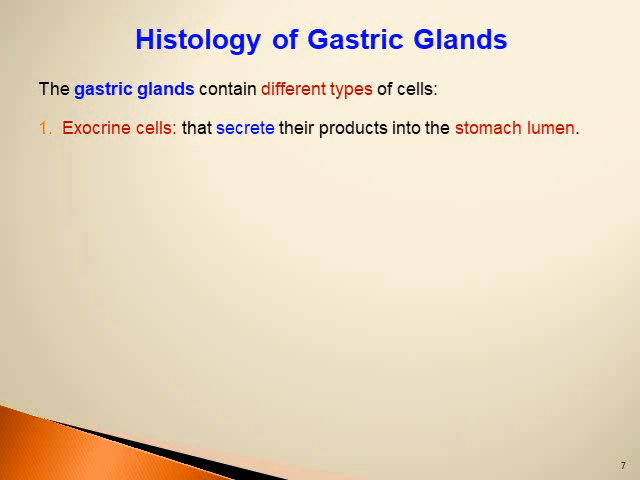 Histology of Gastric Glands
The gastric glands contain different types of cells:
1. Exocrine cells: that secrete their products into the stomach lumen.
7